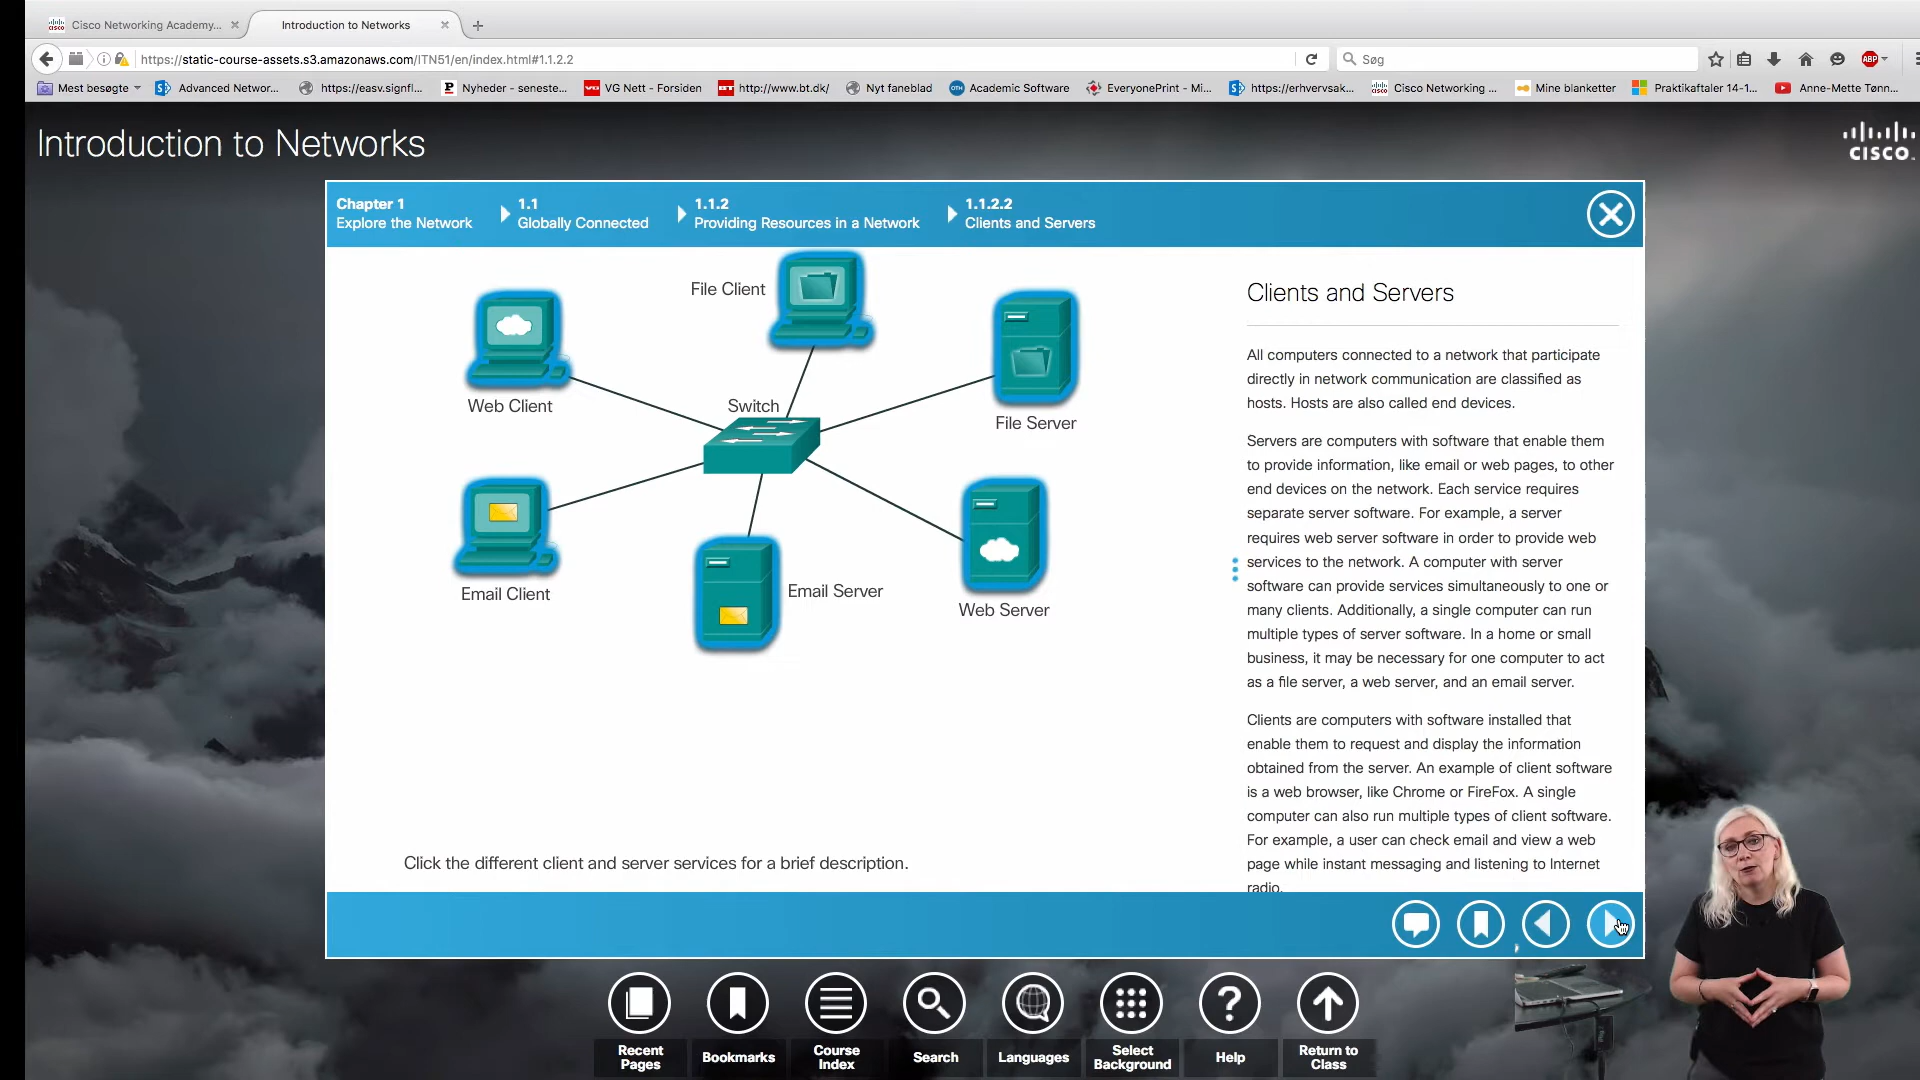 Cisco Networking Academy...
Introduction to Networks
https://static-course-assets.s3.amazonaws.com/ITN51/en/index.html#1.1.2.2
Søg
ABP
Mest besøgte
Advanced Networ...
https://easv.signfl...
Nyheder - seneste...
VG Nett - Forsiden
http://www.bt.dk/
Nyt faneblad
Academic Software
EveryonePrint - Mi...
https://erhvervsak...
Cisco Networking ...
Mine blanketter
Praktikaftaler 14-1...
Anne-Mette Tønn...
Introduction to Networks
CISCO
Chapter 1
Explore the Network
1.1
Globally Connected
1.1.2
Providing Resources in a Network
1.1.2.2
Clients and Servers
File Client
Web Client
Switch
File Server
Email Client
Email Server
Web Server
Click the different client and server services for a brief description.
Clients and Servers
All computers connected to a network that participate
directly in network communication are classified as
hosts. Hosts are also called end devices.
Servers are computers with software that enable them
to provide information, like email or web pages, to other
end devices on the network. Each service requires
separate server software. For example, a server
requires web server software in order to provide web
services to the network. A computer with server
software can provide services simultaneously to one or
many clients. Additionally, a single computer can run
multiple types of server software. In a home or small
business, it may be necessary for one computer to act
as a file server, a web server, and an email server.
Clients are computers with software installed that
enable them to request and display the information
obtained from the server. An example of client software
is a web browser, like Chrome or FireFox. A single
computer can also run multiple types of client software.
For example, a user can check email and view a web
page while instant messaging and listening to Internet
radio.
Recent
Pages
Bookmarks
Course
Index
Search
Languages
Select
Background
Help
Return to
Class